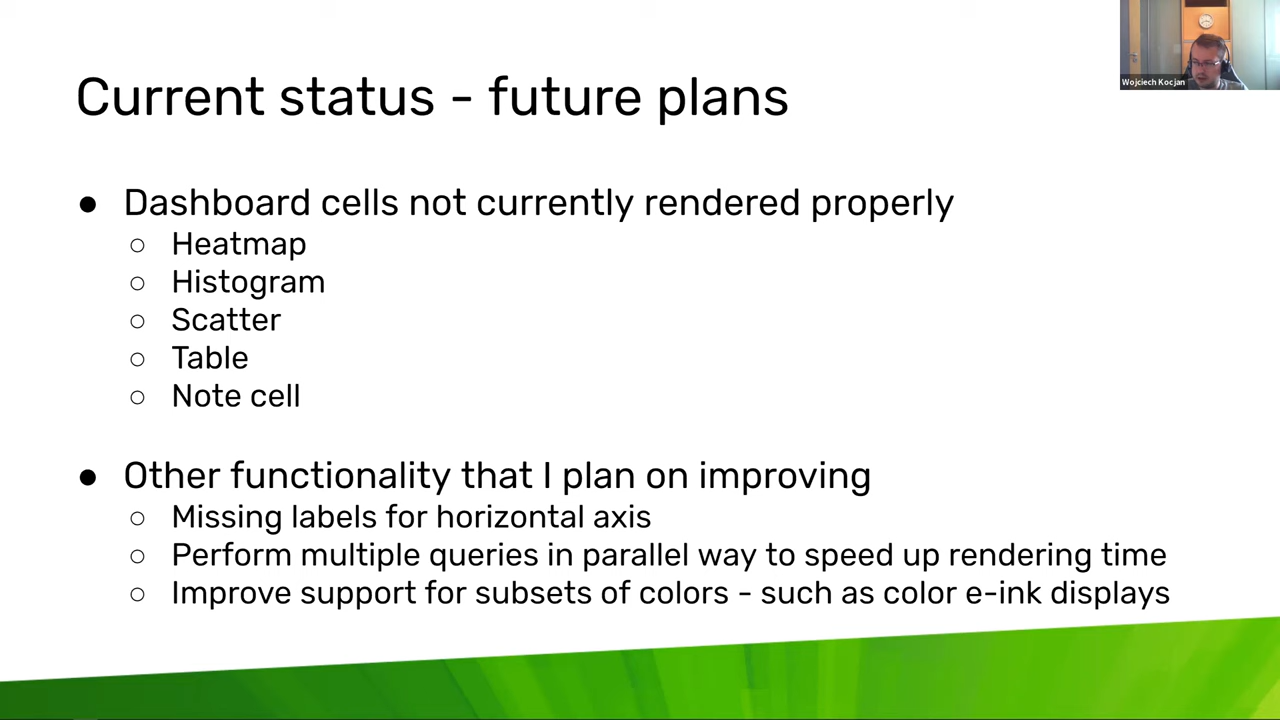 Current status - future plans
Wojciech Kocjan
● Dashboard cells not currently rendered properly
○ Heatmap
○ Histogram
○ Scatter
○ Table
○ Note cell
● Other functionality that I plan on improving
○ Missing labels for horizontal axis
○ Perform multiple queries in parallel way to speed up rendering time
○ Improve support for subsets of colors - such as color e-ink displays